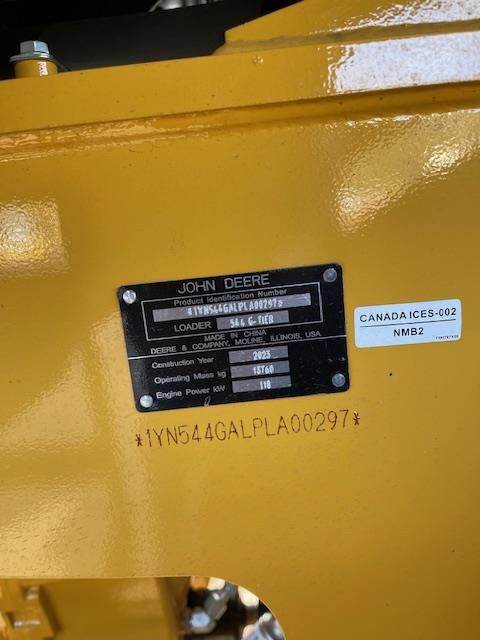 JOHN DEERE
Product Identification Number
*1YN544GALPLA00297*
LOADER 544 G-TIER
MADE IN CHINA
DEERE & COMPANY, MOLINE, ILLINOIS, USA
Construction Year 2023
Operating Mass kg 15760
Engine Power kW 118
CANADA ICES-002
NMB2
*1YN544GALPLA00297*